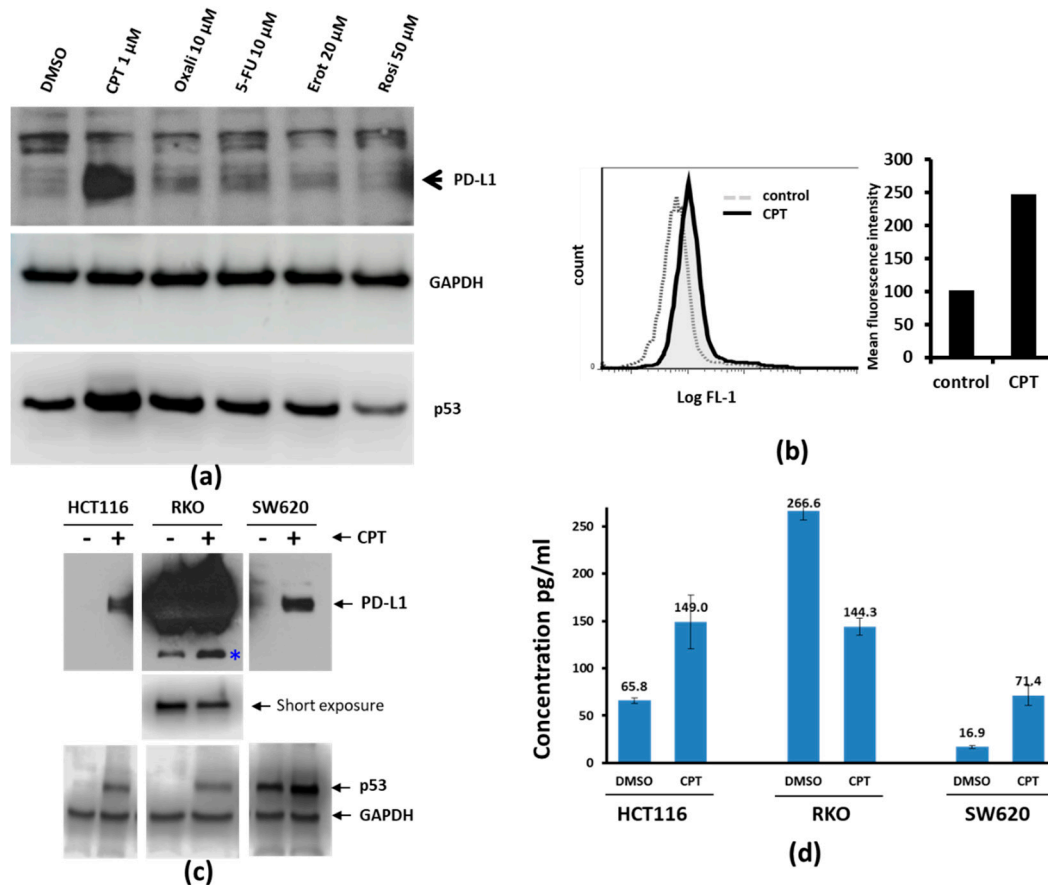 DMSO
CPT 1 µM
Oxali 10 µM
5-FU 10 µM
Erot 20 µM
Rosi 50 µM
PD-L1
GAPDH
p53
(a)
control
CPT
count
0
Log FL-1
Mean fluorescence intensity
300
250
200
150
100
50
0
control CPT
(b)
HCT116 RKO SW620
- + - + - + CPT
PD-L1
*
Short exposure
p53
GAPDH
(c)
Concentration pg/ml
250
200
150
100
50
0
65.8
149.0
266.6
144.3
16.9
71.4
DMSO CPT DMSO CPT DMSO CPT
HCT116 RKO SW620
(d)